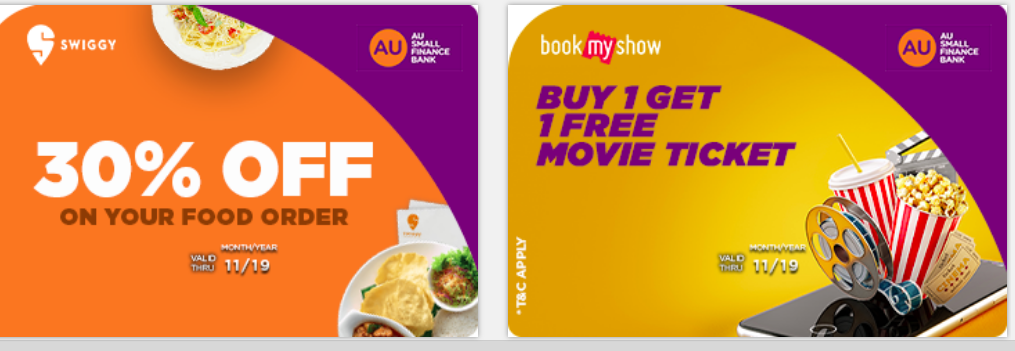 SWIGGY
AU
AU
SMALL
FINANCE
BANK
30% OFF
ON YOUR FOOD ORDER
MONTH/YEAR
VALID
THRU
11/19
book my show
AU
AU
SMALL
FINANCE
BANK
BUY 1 GET
1 FREE
MOVIE TICKET
*T&C APPLY
MONTH/YEAR
VALID
THRU
11/19